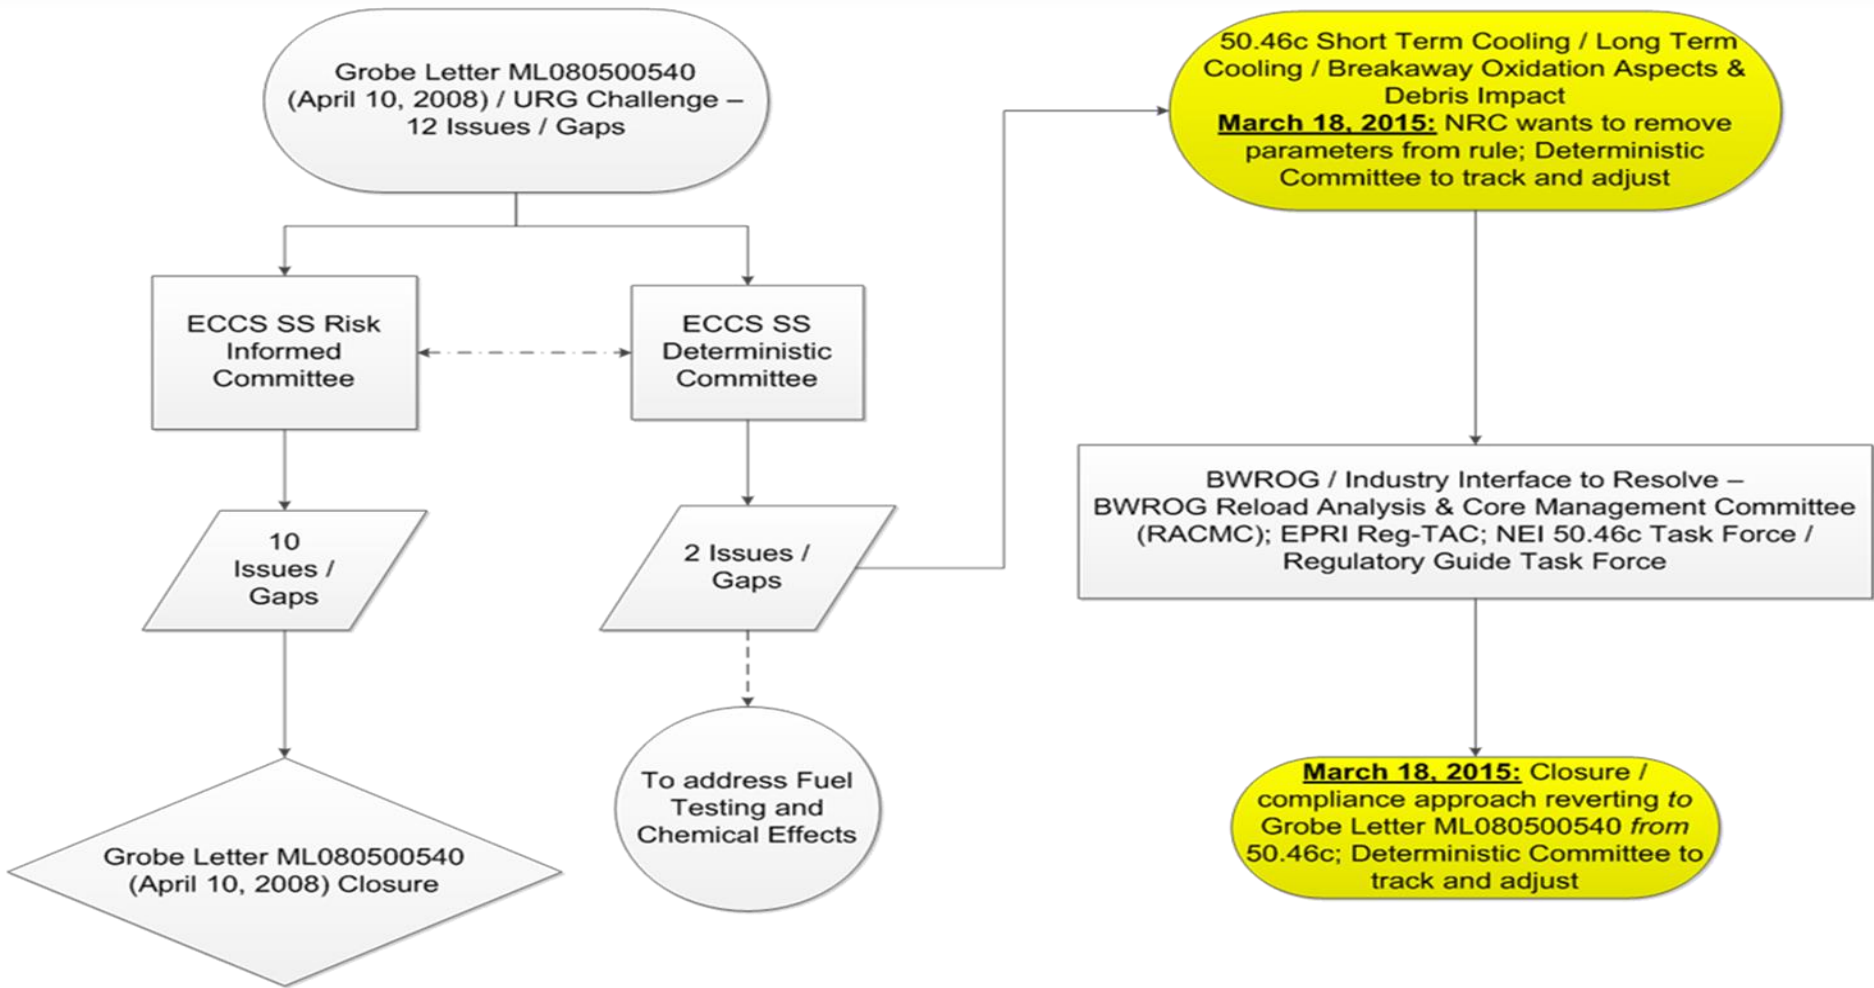 Grobe Letter ML080500540
(April 10, 2008) / URG Challenge –
12 Issues / Gaps
ECCS SS Risk
Informed
Committee
ECCS SS
Deterministic
Committee
10
Issues /
Gaps
2 Issues /
Gaps
Grobe Letter ML080500540
(April 10, 2008) Closure
To address Fuel
Testing and
Chemical Effects
50.46c Short Term Cooling / Long Term
Cooling / Breakaway Oxidation Aspects &
Debris Impact
March 18, 2015: NRC wants to remove
parameters from rule; Deterministic
Committee to track and adjust
BWROG / Industry Interface to Resolve –
BWROG Reload Analysis & Core Management Committee
(RACMC); EPRI Reg-TAC; NEI 50.46c Task Force /
Regulatory Guide Task Force
March 18, 2015: Closure /
compliance approach reverting to
Grobe Letter ML080500540 from
50.46c; Deterministic Committee to
track and adjust